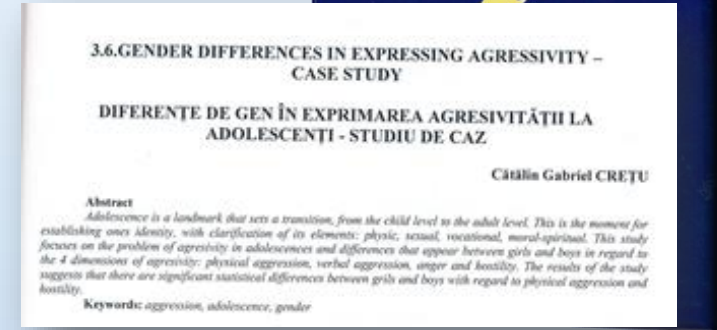 3.6.GENDER DIFFERENCES IN EXPRESSING AGRESSIVITY –
CASE STUDY
DIFERENȚE DE GEN ÎN EXPRIMAREA AGRESIVITĂȚII LA
ADOLESCENȚI - STUDIU DE CAZ
Cătălin Gabriel CREȚU
Abstract
Adolescence is a landmark that sets a transition, from the child level to the adult level. This is the moment for
establishing ones identity, with clarification of its elements: physic, sexual, vocational, moral-spiritual. This study
focuses on the problem of agresivity in adolescences and differences that appear between girls and boys in regard to
the 4 dimensions of agresivity: physical aggression, verbal aggression, anger and hostility. The results of the study
suggests that there are significant statistical differences between grils and boys with regard to physical aggression and
hostility.
Keywords: aggression, adolescence, gender